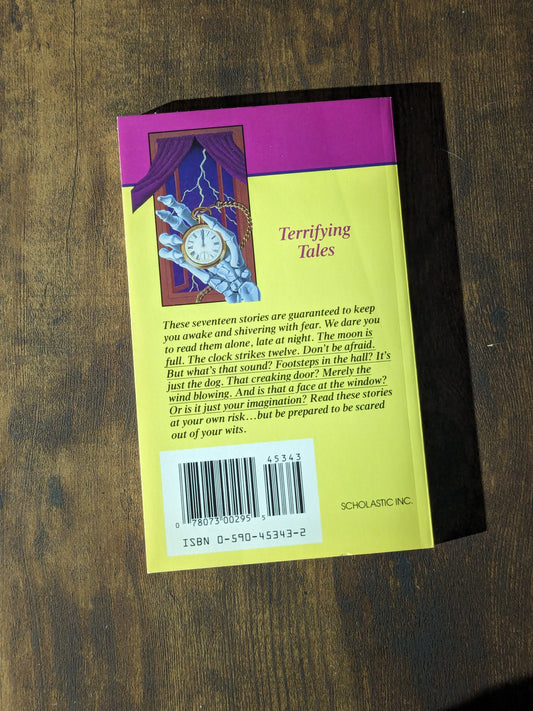 Terrifying
Tales
These seventeen stories are guaranteed to keep
you awake and shivering with fear. We dare you
to read them alone, late at night. The moon is
full. The clock strikes twelve. Don't be afraid.
But what's that sound? Footsteps in the hall? It's
just the dog. That creaking door? Merely the
wind blowing. And is that a face at the window?
Or is it just your imagination? Read these stories
at your own risk...but be prepared to be scared
out of your wits.
45343
0 78073 00295 5
ISBN 0-590-45343-2
SCHOLASTIC INC.